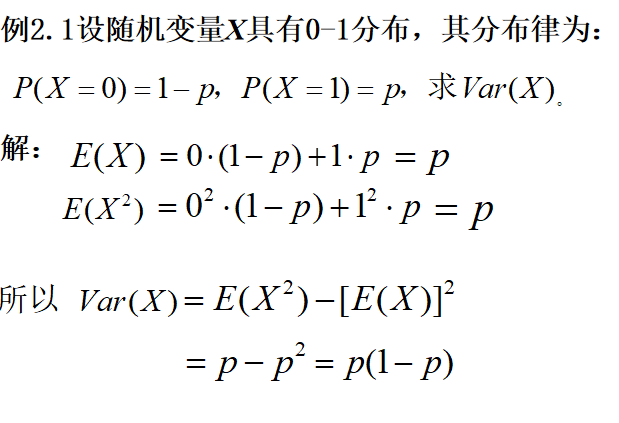 例2.1设随机变量X具有0-1分布，其分布律为：
P(X = 0) = 1 − p，P(X = 1) = p，求Var(X)。
解： E(X) = 0·(1 − p) + 1· p = p
E(X²) = 0² ·(1 − p) + 1² · p = p
所以 Var(X) = E(X²) − [E(X)]²
= p − p² = p(1 − p)